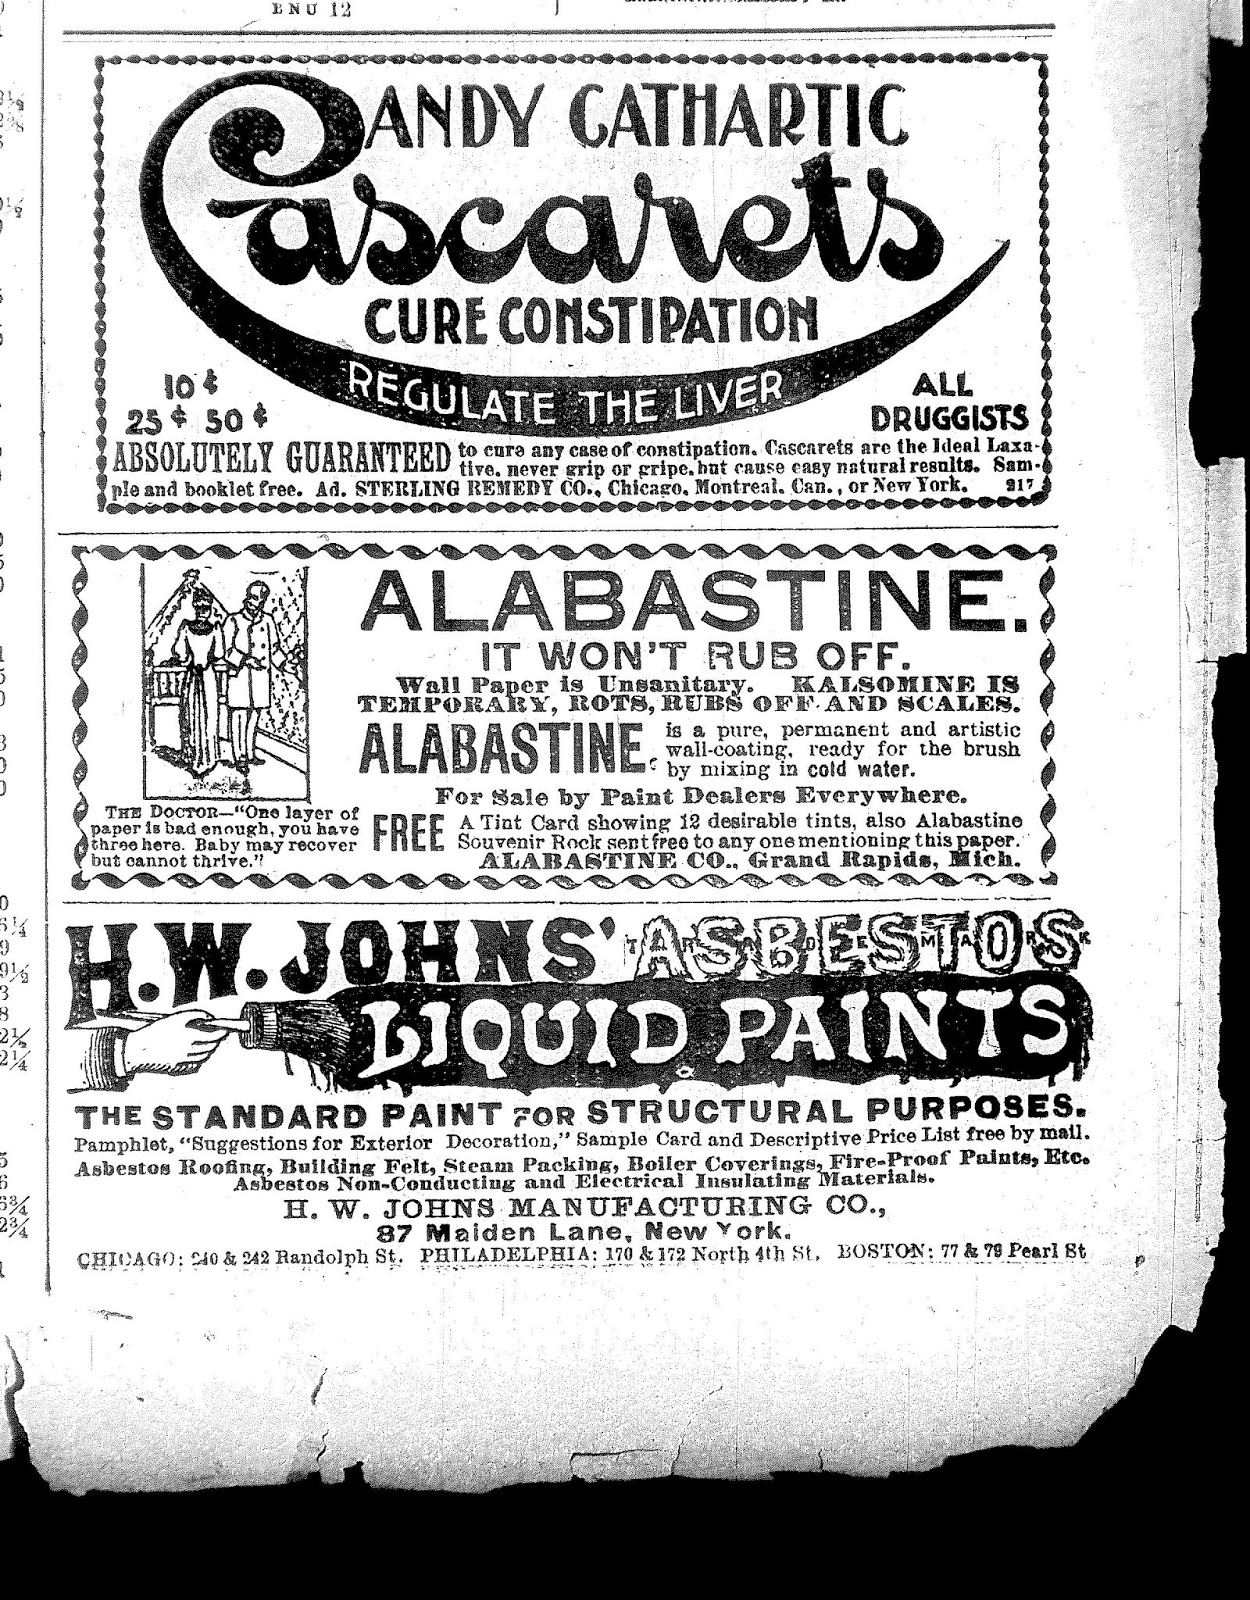 BNU 12
CANDY CATHARTIC
Cascarets
CURE CONSTIPATION
REGULATE THE LIVER
10¢
25¢ 50¢
ALL
DRUGGISTS
ABSOLUTELY GUARANTEED to cure any case of constipation. Cascarets are the Ideal Laxa-
tive, never grip or gripe, but cause easy natural results. Sam-
ple and booklet free. Ad. STERLING REMEDY CO., Chicago, Montreal, Can., or New York. 217
ALABASTINE.
IT WON'T RUB OFF.
Wall Paper is Unsanitary. KALSOMINE IS
TEMPORARY, ROTS, RUBS OFF AND SCALES.
ALABASTINE is a pure, permanent and artistic
wall-coating, ready for the brush
by mixing in cold water.
For Sale by Paint Dealers Everywhere.
FREE A Tint Card showing 12 desirable tints, also Alabastine
Souvenir Rock sent free to any one mentioning this paper.
ALABASTINE CO., Grand Rapids, Mich.
THE DOCTOR—"One layer of
paper is bad enough, you have
three here. Baby may recover
but cannot thrive."
H.W. JOHNS' ASBESTOS
TRADE MARK
LIQUID PAINTS
THE STANDARD PAINT FOR STRUCTURAL PURPOSES.
Pamphlet, "Suggestions for Exterior Decoration," Sample Card and Descriptive Price List free by mail.
Asbestos Roofing, Building Felt, Steam Packing, Boiler Coverings, Fire-Proof Paints, Etc.
Asbestos Non-Conducting and Electrical Insulating Materials.
H. W. JOHNS MANUFACTURING CO.,
87 Maiden Lane, New York.
CHICAGO: 240 & 242 Randolph St. PHILADELPHIA: 170 & 172 North 4th St. BOSTON: 77 & 79 Pearl St